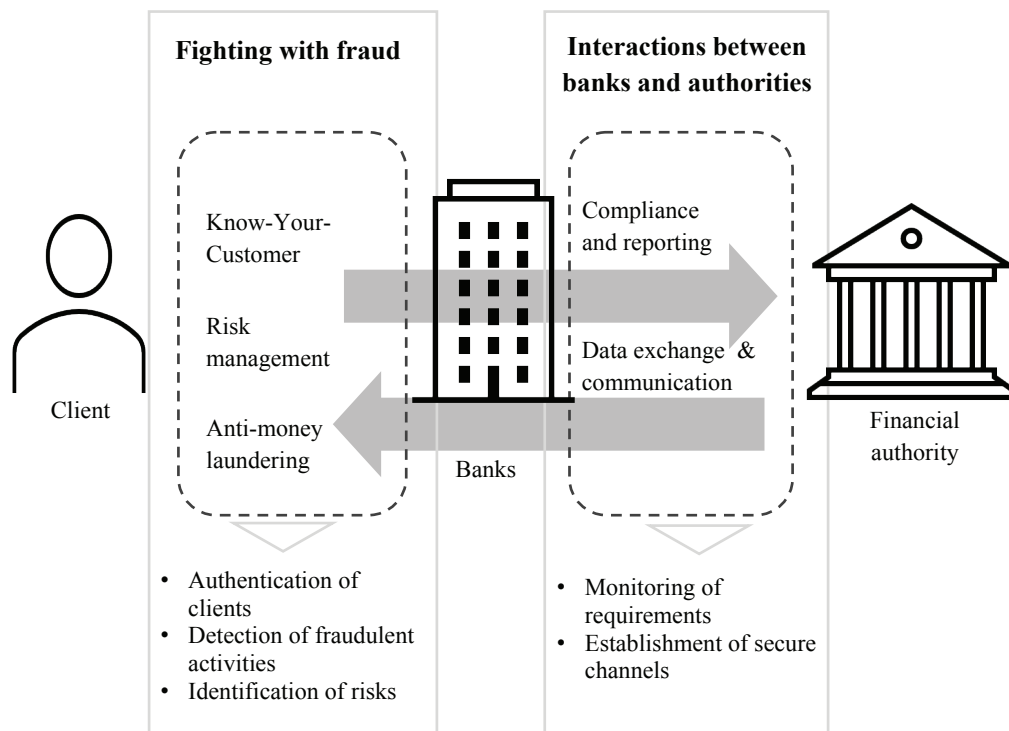 Fighting with fraud
Interactions between
banks and authorities
Know-Your-
Customer
Risk
management
Anti-money
laundering
Compliance
and reporting
Data exchange &
communication
Client
Banks
Financial
authority
• Authentication of
clients
• Detection of fraudulent
activities
• Identification of risks
• Monitoring of
requirements
• Establishment of secure
channels